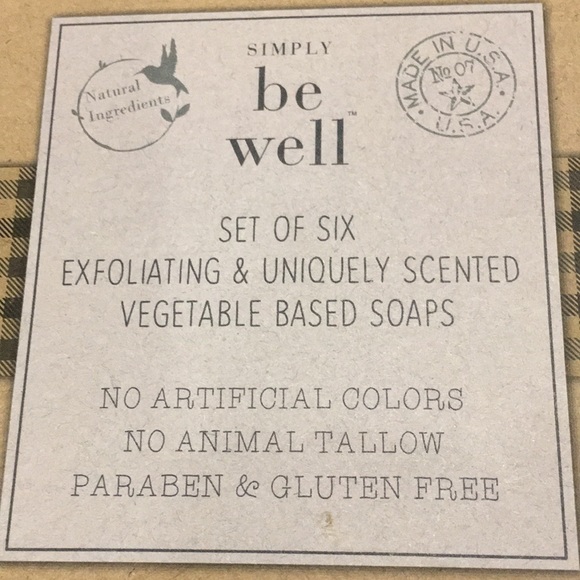 Natural
Ingredients
SIMPLY
be
well™
MADE IN U.S.A.
No 07
U.S.A.
SET OF SIX
EXFOLIATING & UNIQUELY SCENTED
VEGETABLE BASED SOAPS
NO ARTIFICIAL COLORS
NO ANIMAL TALLOW
PARABEN & GLUTEN FREE